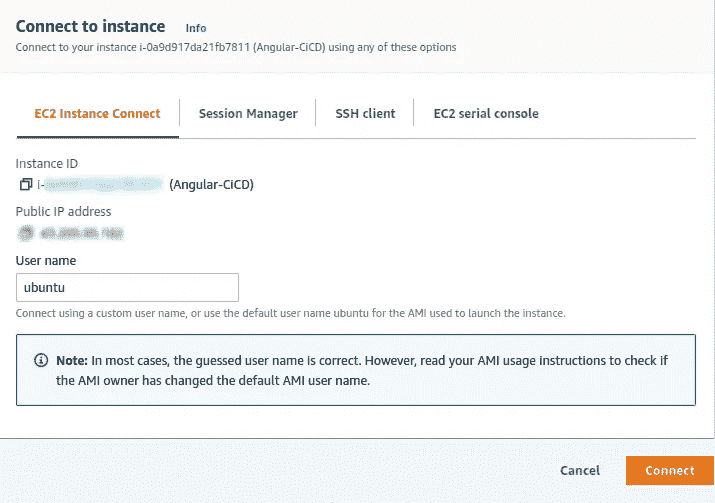 Connect to instance Info
Connect to your instance i-0a9d917da21fb7811 (Angular-CiCD) using any of these options
EC2 Instance Connect Session Manager SSH client EC2 serial console
Instance ID
i- (Angular-CiCD)
Public IP address
User name
ubuntu
Connect using a custom user name, or use the default user name ubuntu for the AMI used to launch the instance.
Note: In most cases, the guessed user name is correct. However, read your AMI usage instructions to check if
the AMI owner has changed the default AMI user name.
Cancel Connect